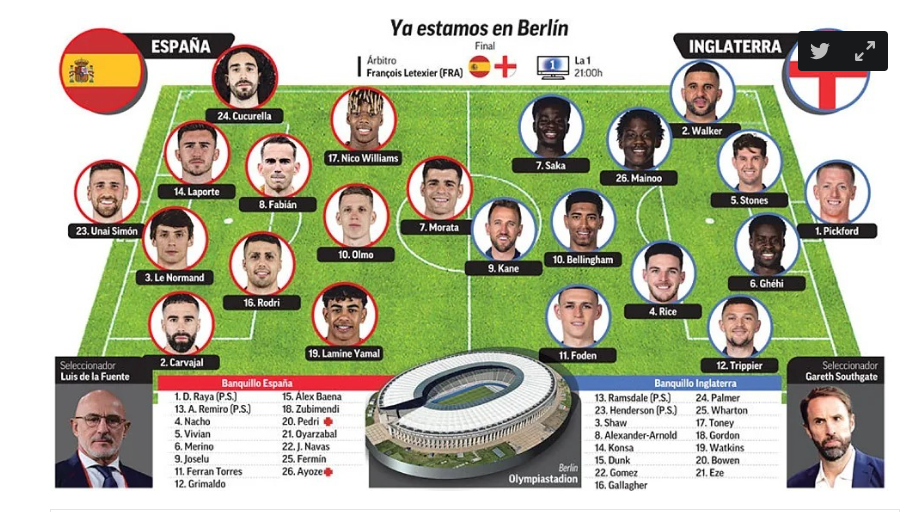 Ya estamos en Berlín
Final
ESPAÑA
INGLATERRA
Árbitro
François Letexier (FRA)
1
La 1
21:00h
24. Cucurella
17. Nico Williams
14. Laporte
8. Fabián
23. Unai Simón
7. Morata
10. Olmo
3. Le Normand
16. Rodri
19. Lamine Yamal
2. Carvajal
2. Walker
7. Saka
26. Mainoo
5. Stones
1. Pickford
9. Kane
10. Bellingham
6. Ghéhi
4. Rice
11. Foden
12. Trippier
Seleccionador
Luis de la Fuente
Banquillo España
1. D. Raya (P.S.)
13. A. Remiro (P.S.)
4. Nacho
5. Vivian
6. Merino
9. Joselu
11. Ferran Torres
12. Grimaldo
15. Álex Baena
18. Zubimendi
20. Pedri
21. Oyarzabal
22. J. Navas
25. Fermín
26. Ayoze
Berlín
Olympiastadion
Banquillo Inglaterra
13. Ramsdale (P.S.)
23. Henderson (P.S.)
3. Shaw
8. Alexander-Arnold
14. Konsa
15. Dunk
22. Gomez
16. Gallagher
24. Palmer
25. Wharton
17. Toney
18. Gordon
19. Watkins
20. Bowen
21. Eze
Seleccionador
Gareth Southgate